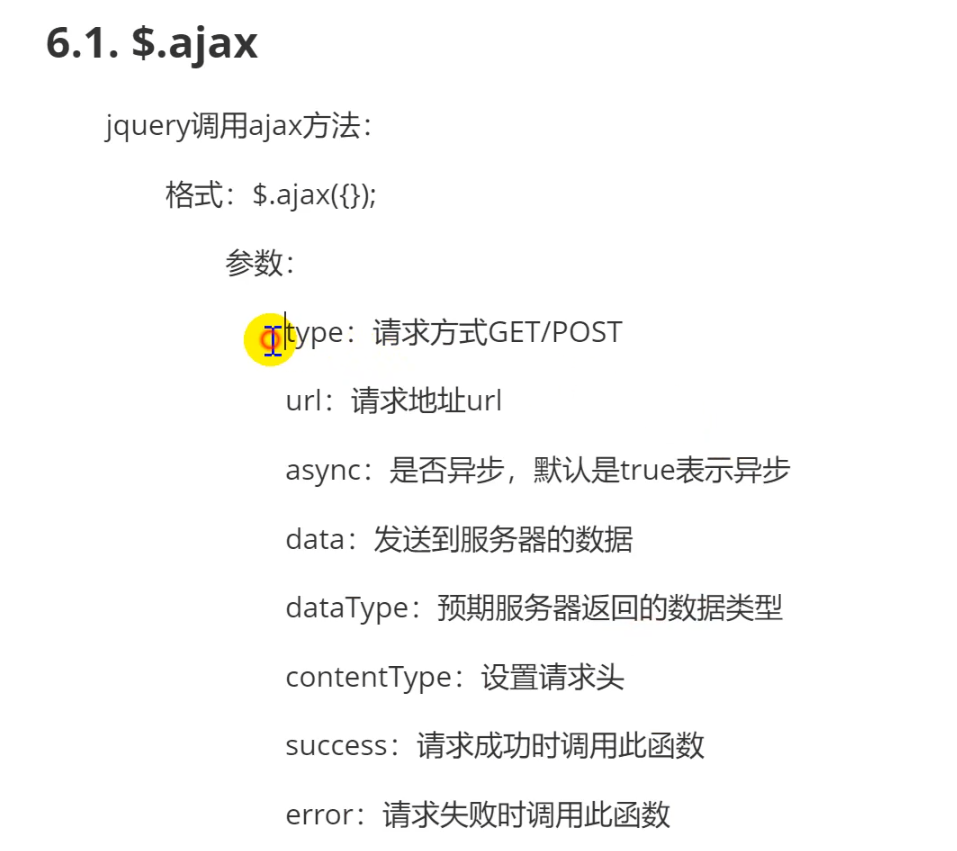 6.1. $.ajax
jquery调用ajax方法：
格式：$.ajax({});
参数：
type：请求方式GET/POST
url：请求地址url
async：是否异步，默认是true表示异步
data：发送到服务器的数据
dataType：预期服务器返回的数据类型
contentType：设置请求头
success：请求成功时调用此函数
error：请求失败时调用此函数